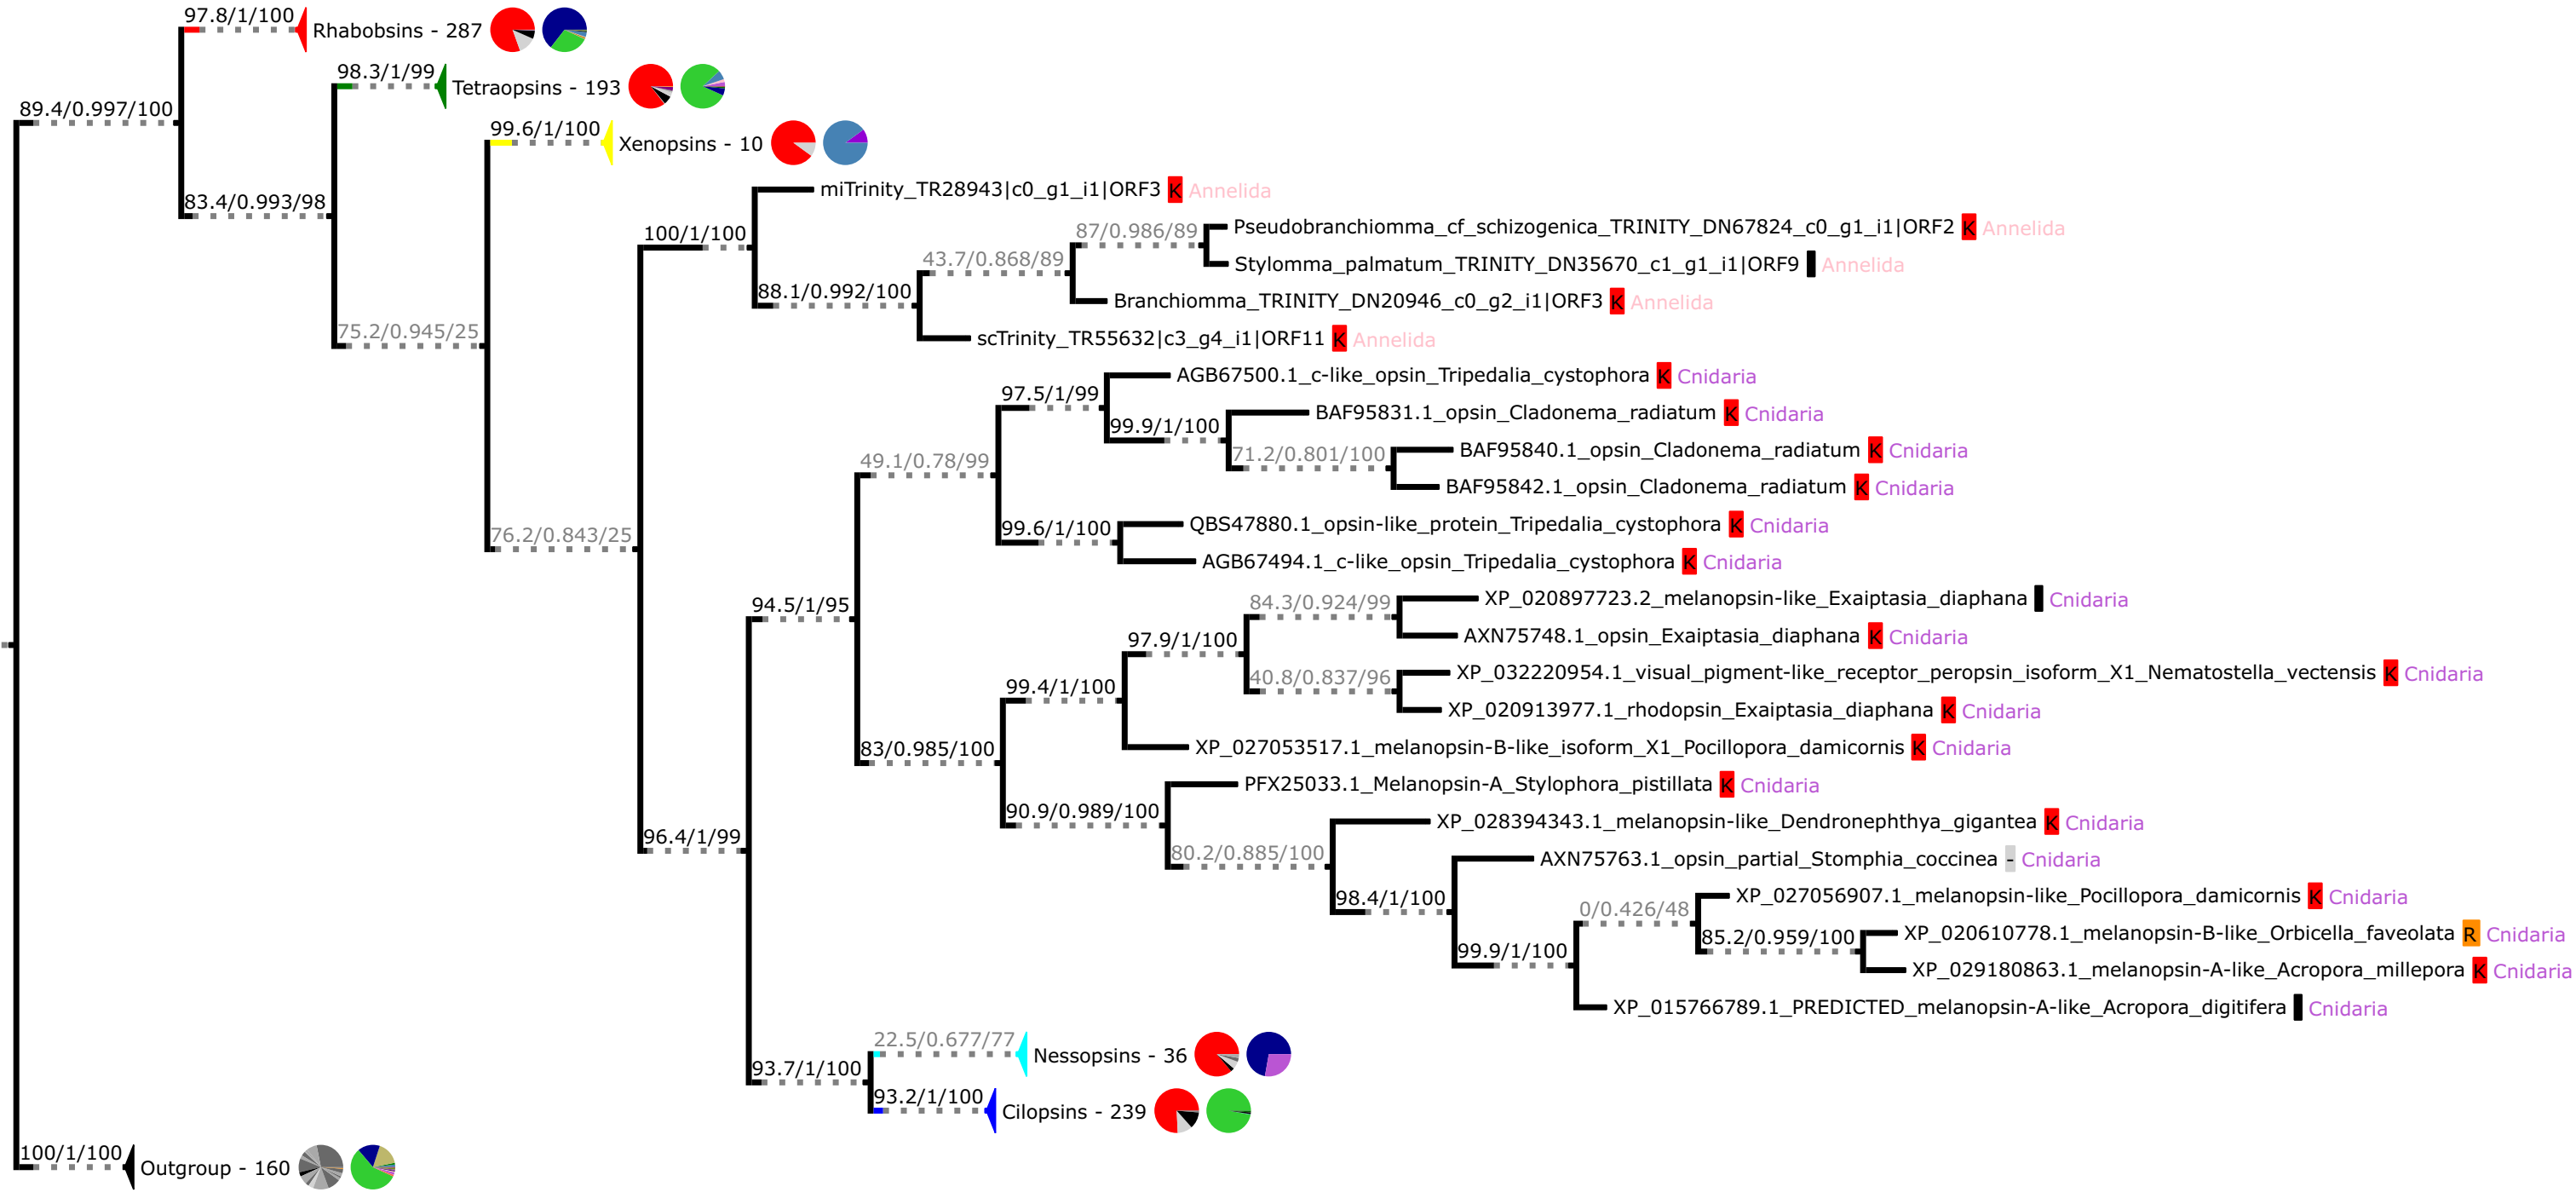 97.8/1/100
Rhabobsins - 287
98.3/1/99
Tetraopsins - 193
89.4/0.997/100
99.6/1/100
Xenopsins - 10
miTrinity_TR28943|c0_g1_i1|ORF3 K Annelida
83.4/0.993/98
87/0.986/89
Pseudobranchiomma_cf_schizogenica_TRINITY_DN67824_c0_g1_i1|ORF2 K Annelida
100/1/100
43.7/0.868/89
Stylomma_palmatum_TRINITY_DN35670_c1_g1_i1|ORF9 Annelida
88.1/0.992/100
Branchiomma_TRINITY_DN20946_c0_g2_i1|ORF3 K Annelida
75.2/0.945/25
scTrinity_TR55632|c3_g4_i1|ORF11 K Annelida
AGB67500.1_c-like_opsin_Tripedalia_cystophora K Cnidaria
97.5/1/99
BAF95831.1_opsin_Cladonema_radiatum K Cnidaria
99.9/1/100
BAF95840.1_opsin_Cladonema_radiatum K Cnidaria
71.2/0.801/100
49.1/0.78/99
BAF95842.1_opsin_Cladonema_radiatum K Cnidaria
QBS47880.1_opsin-like_protein_Tripedalia_cystophora K Cnidaria
99.6/1/100
76.2/0.843/25
AGB67494.1_c-like_opsin_Tripedalia_cystophora K Cnidaria
XP_020897723.2_melanopsin-like_Exaiptasia_diaphana Cnidaria
84.3/0.924/99
94.5/1/95
AXN75748.1_opsin_Exaiptasia_diaphana K Cnidaria
97.9/1/100
XP_032220954.1_visual_pigment-like_receptor_peropsin_isoform_X1_Nematostella_vectensis K Cnidaria
40.8/0.837/96
99.4/1/100
XP_020913977.1_rhodopsin_Exaiptasia_diaphana K Cnidaria
83/0.985/100
XP_027053517.1_melanopsin-B-like_isoform_X1_Pocillopora_damicornis K Cnidaria
PFX25033.1_Melanopsin-A_Stylophora_pistillata K Cnidaria
90.9/0.989/100
XP_028394343.1_melanopsin-like_Dendronephthya_gigantea K Cnidaria
96.4/1/99
80.2/0.885/100
AXN75763.1_opsin_partial_Stomphia_coccinea - Cnidaria
98.4/1/100
XP_027056907.1_melanopsin-like_Pocillopora_damicornis K Cnidaria
0/0.426/48
XP_020610778.1_melanopsin-B-like_Orbicella_faveolata R Cnidaria
85.2/0.959/100
99.9/1/100
XP_029180863.1_melanopsin-A-like_Acropora_millepora K Cnidaria
XP_015766789.1_PREDICTED_melanopsin-A-like_Acropora_digitifera Cnidaria
22.5/0.677/77
Nessopsins - 36
93.7/1/100
93.2/1/100
Cilopsins - 239
100/1/100
Outgroup - 160